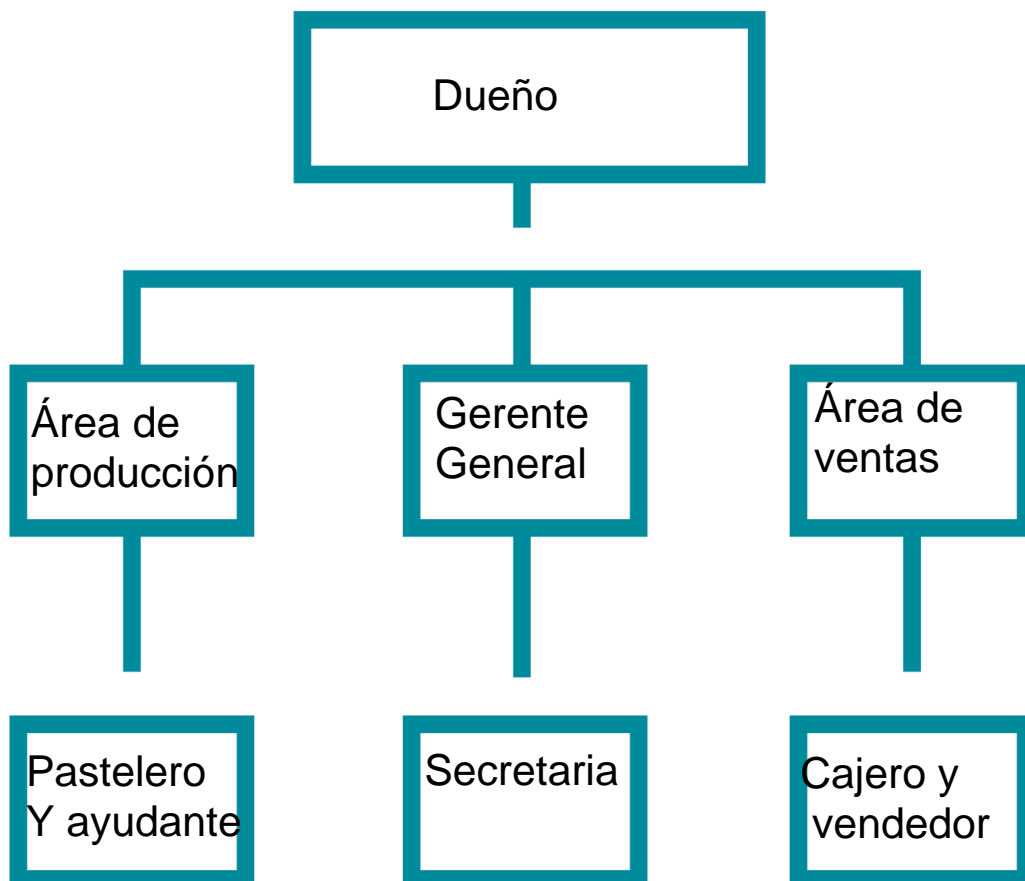 Dueño
Área de
producción
Gerente
General
Área de
ventas
Pastelero
Y ayudante
Secretaria
Cajero y
vendedor